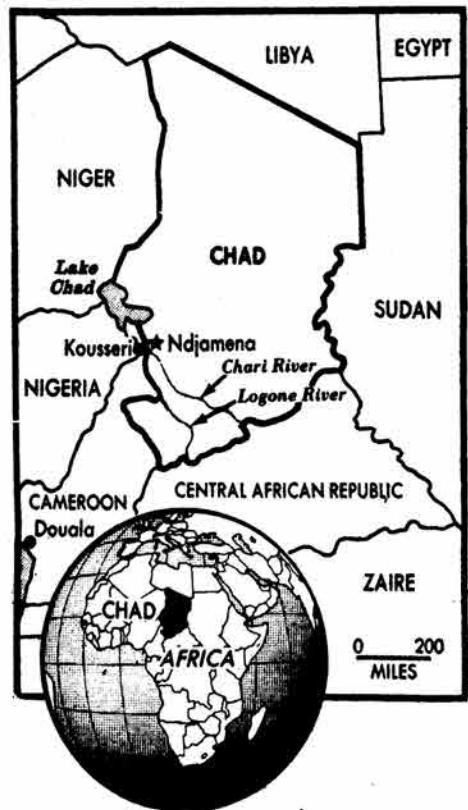 LIBYA
EGYPT
NIGER
CHAD
Lake
Chad
SUDAN
Kousseri
Ndjamena
Chari River
NIGERIA
Logone River
CAMEROON
CENTRAL AFRICAN REPUBLIC
Douala
ZAIRE
CHAD
AFRICA
0 200
MILES